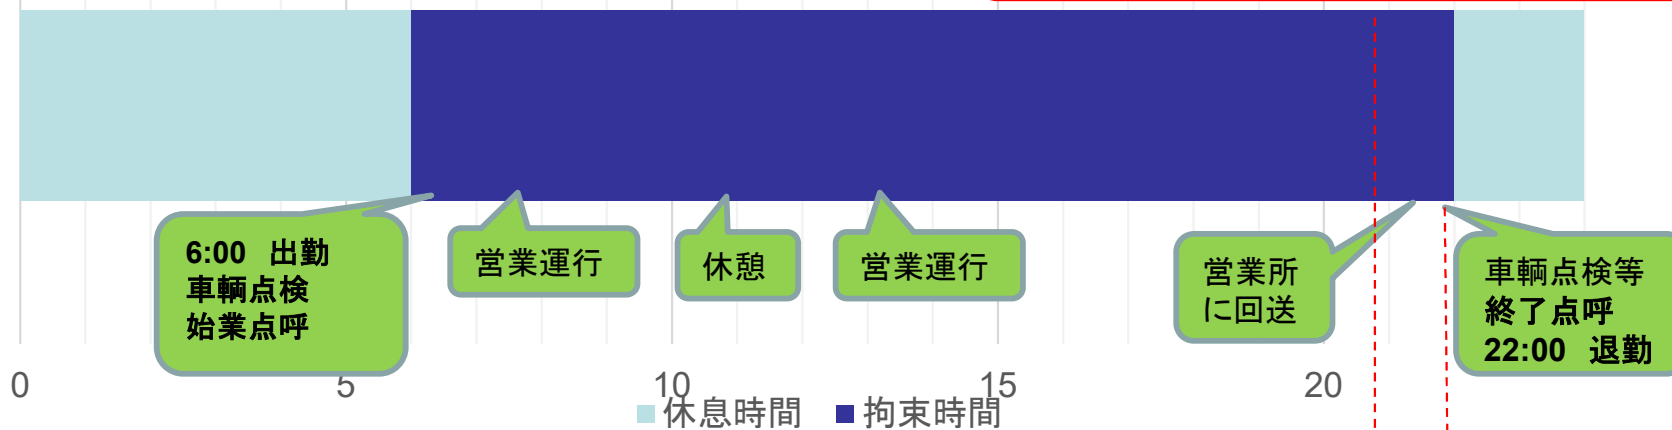 6:00 出勤
車輌点検
始業点呼
営業運行
休憩
営業運行
営業所
に回送
車輌点検等
終了点呼
22:00 退勤
0
5
10
15
20
休息時間
拘束時間